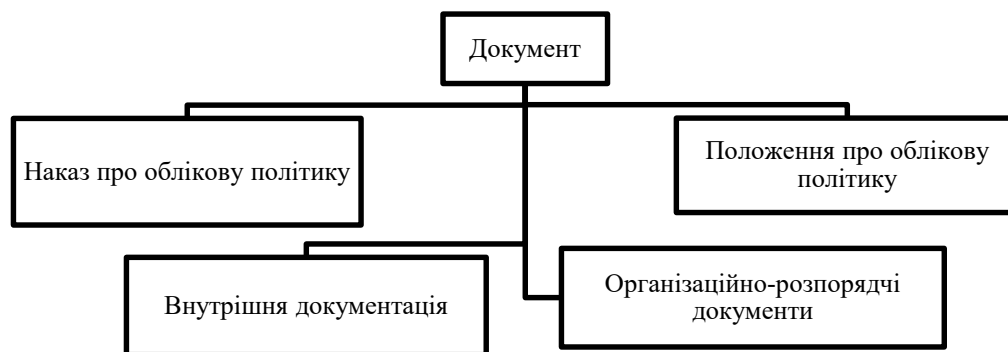 Документ
Наказ про облікову політику
Положення про облікову
політику
Внутрішня документація
Організаційно-розпорядчі
документи